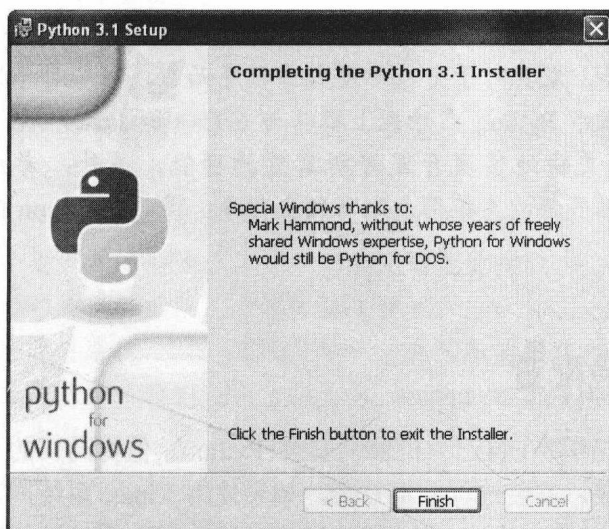 Python 3.1 Setup
Completing the Python 3.1 Installer
Special Windows thanks to:
Mark Hammond, without whose years of freely
shared Windows expertise, Python for Windows
would still be Python for DOS.
python
for
windows
Click the Finish button to exit the Installer.
< Back
Finish
Cancel